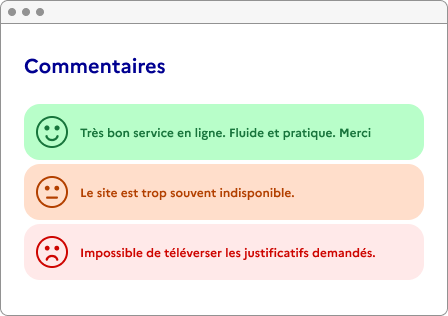 Commentaires
Très bon service en ligne. Fluide et pratique. Merci
Le site est trop souvent indisponible.
Impossible de téléverser les justificatifs demandés.